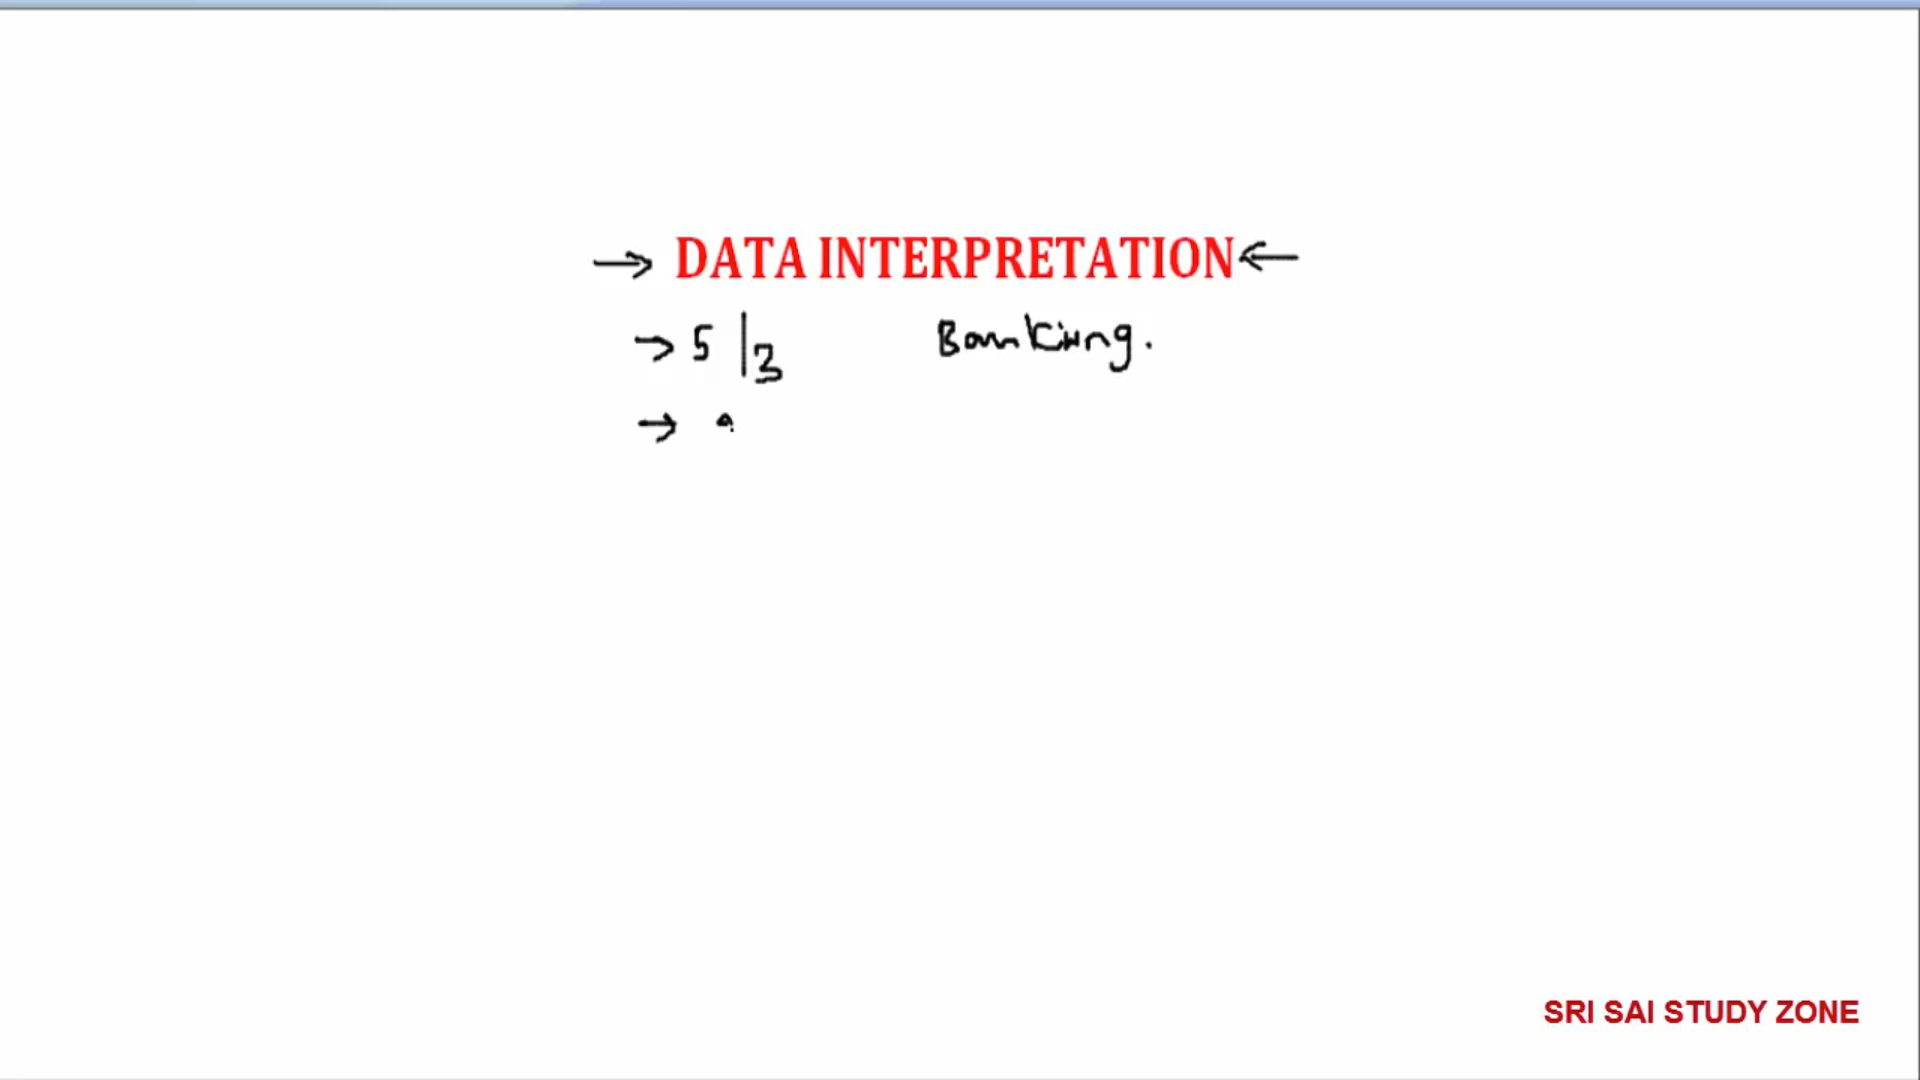 → DATA INTERPRETATION ←
→ 5 | 3 Banking.
→
SRI SAI STUDY ZONE